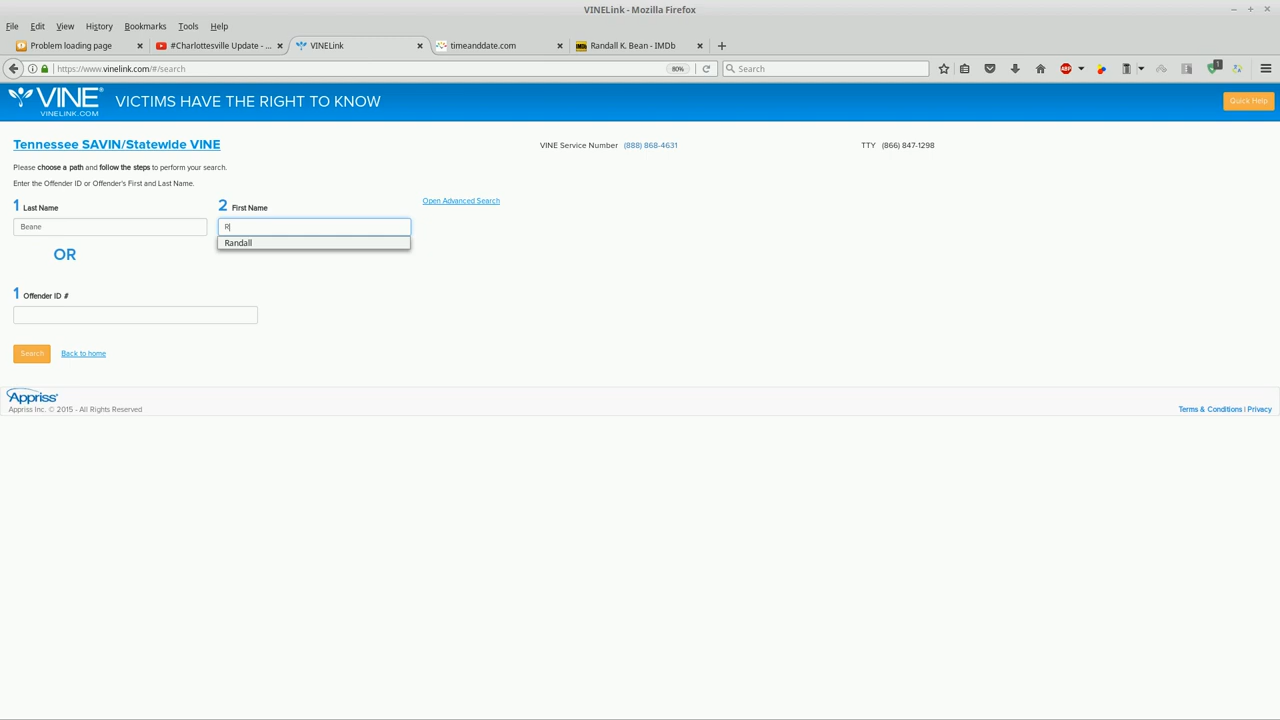 VINELink - Mozilla Firefox
File Edit View History Bookmarks Tools Help
Problem loading page × #Charlottesville Update - ... × VINELink × timeanddate.com × Randall K. Bean - IMDb × +
https://www.vinelink.com/#/search 80% Search ABP 1
VINE® VICTIMS HAVE THE RIGHT TO KNOW Quick Help
VINELINK.COM
Tennesee SAVIN/Statewide VINE VINE Service Number (888) 868-4631 TTY (866) 847-1298
Please choose a path and follow the steps to perform your search.
Enter the Offender ID or Offender's First and Last Name.
1 Last Name 2 First Name Open Advanced Search
Beane R
Randall
OR
1 Offender ID #
Search Back to home
Appriss®
Appriss Inc. © 2015 - All Rights Reserved Terms & Conditions | Privacy